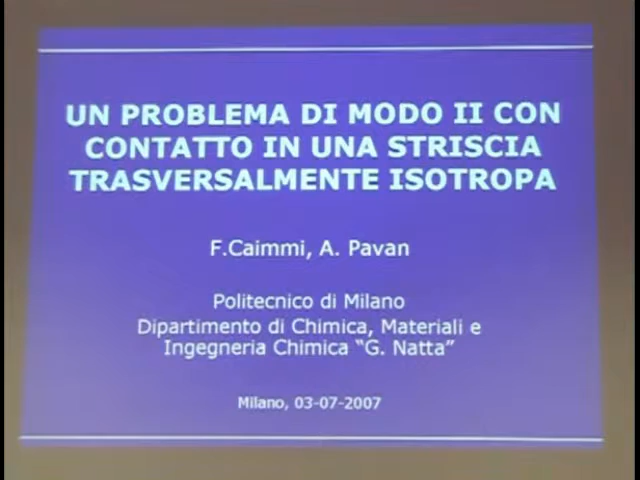 UN PROBLEMA DI MODO II CON
CONTATTO IN UNA STRISCIA
TRASVERSALMENTE ISOTROPA
F.Caimmi, A. Pavan
Politecnico di Milano
Dipartimento di Chimica, Materiali e
Ingegneria Chimica "G. Natta"
Milano, 03-07-2007